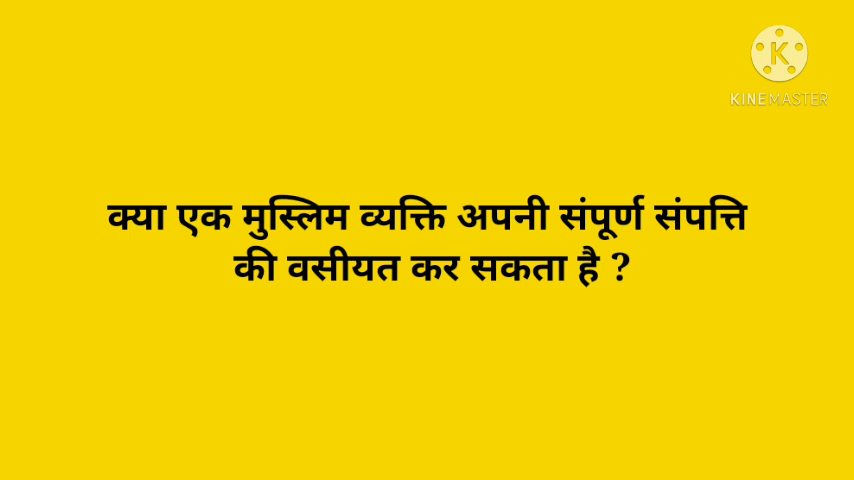 K
KINEMASTER
क्या एक मुस्लिम व्यक्ति अपनी संपूर्ण संपत्ति
की वसीयत कर सकता है ?